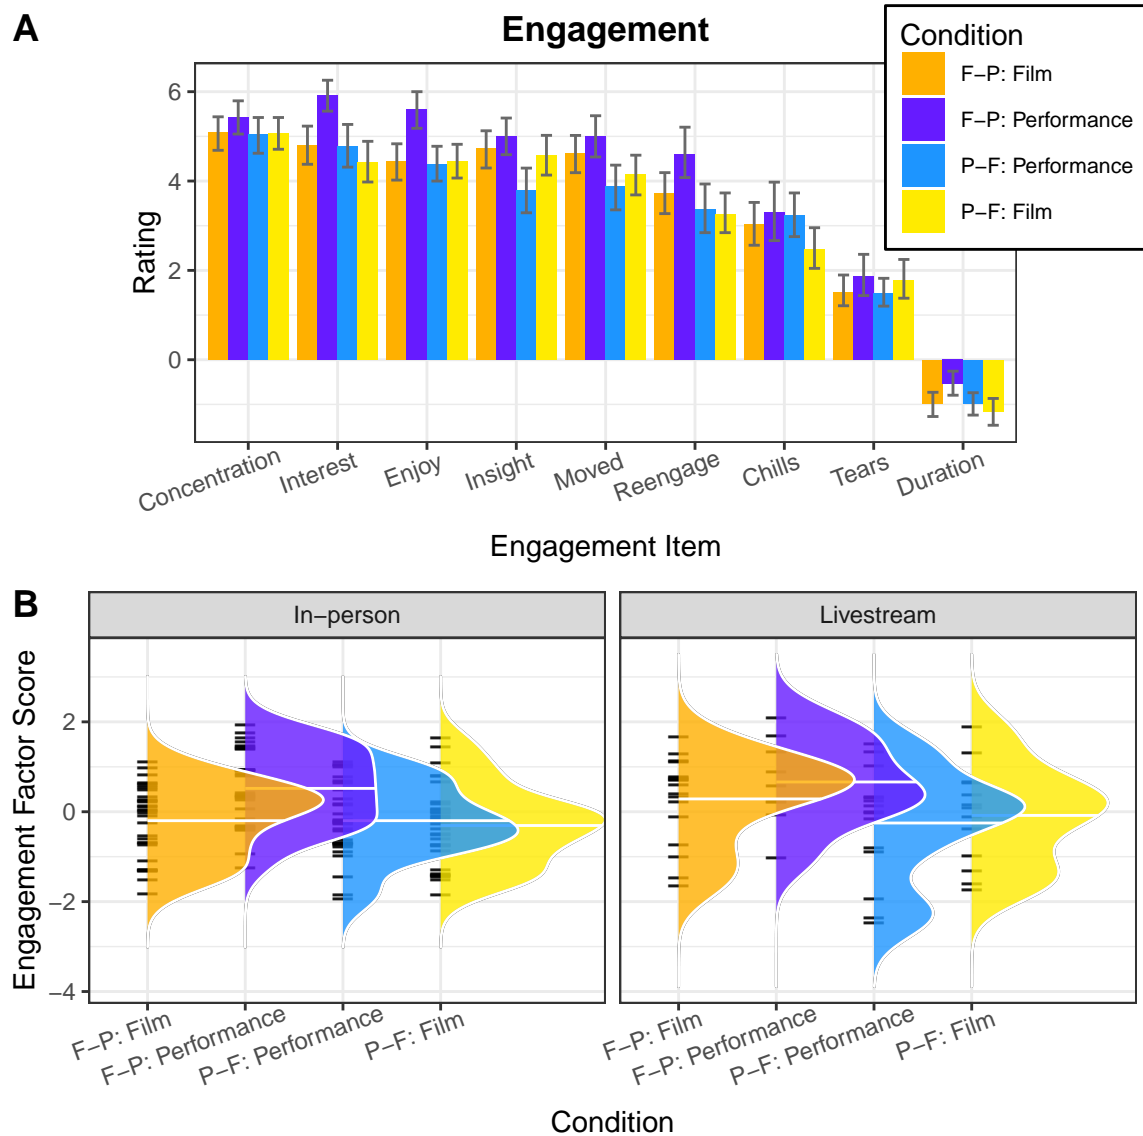 A
Engagement
Condition
F−P: Film
F−P: Performance
P−F: Performance
P−F: Film
Rating
6
4
2
0
Concentration
Interest
Enjoy
Insight
Moved
Reengage
Chills
Tears
Duration
Engagement Item
B
In−person
Livestream
Engagement Factor Score
2
0
−2
−4
F−P: Film
F−P: Performance
P−F: Performance
P−F: Film
F−P: Film
F−P: Performance
P−F: Performance
P−F: Film
Condition